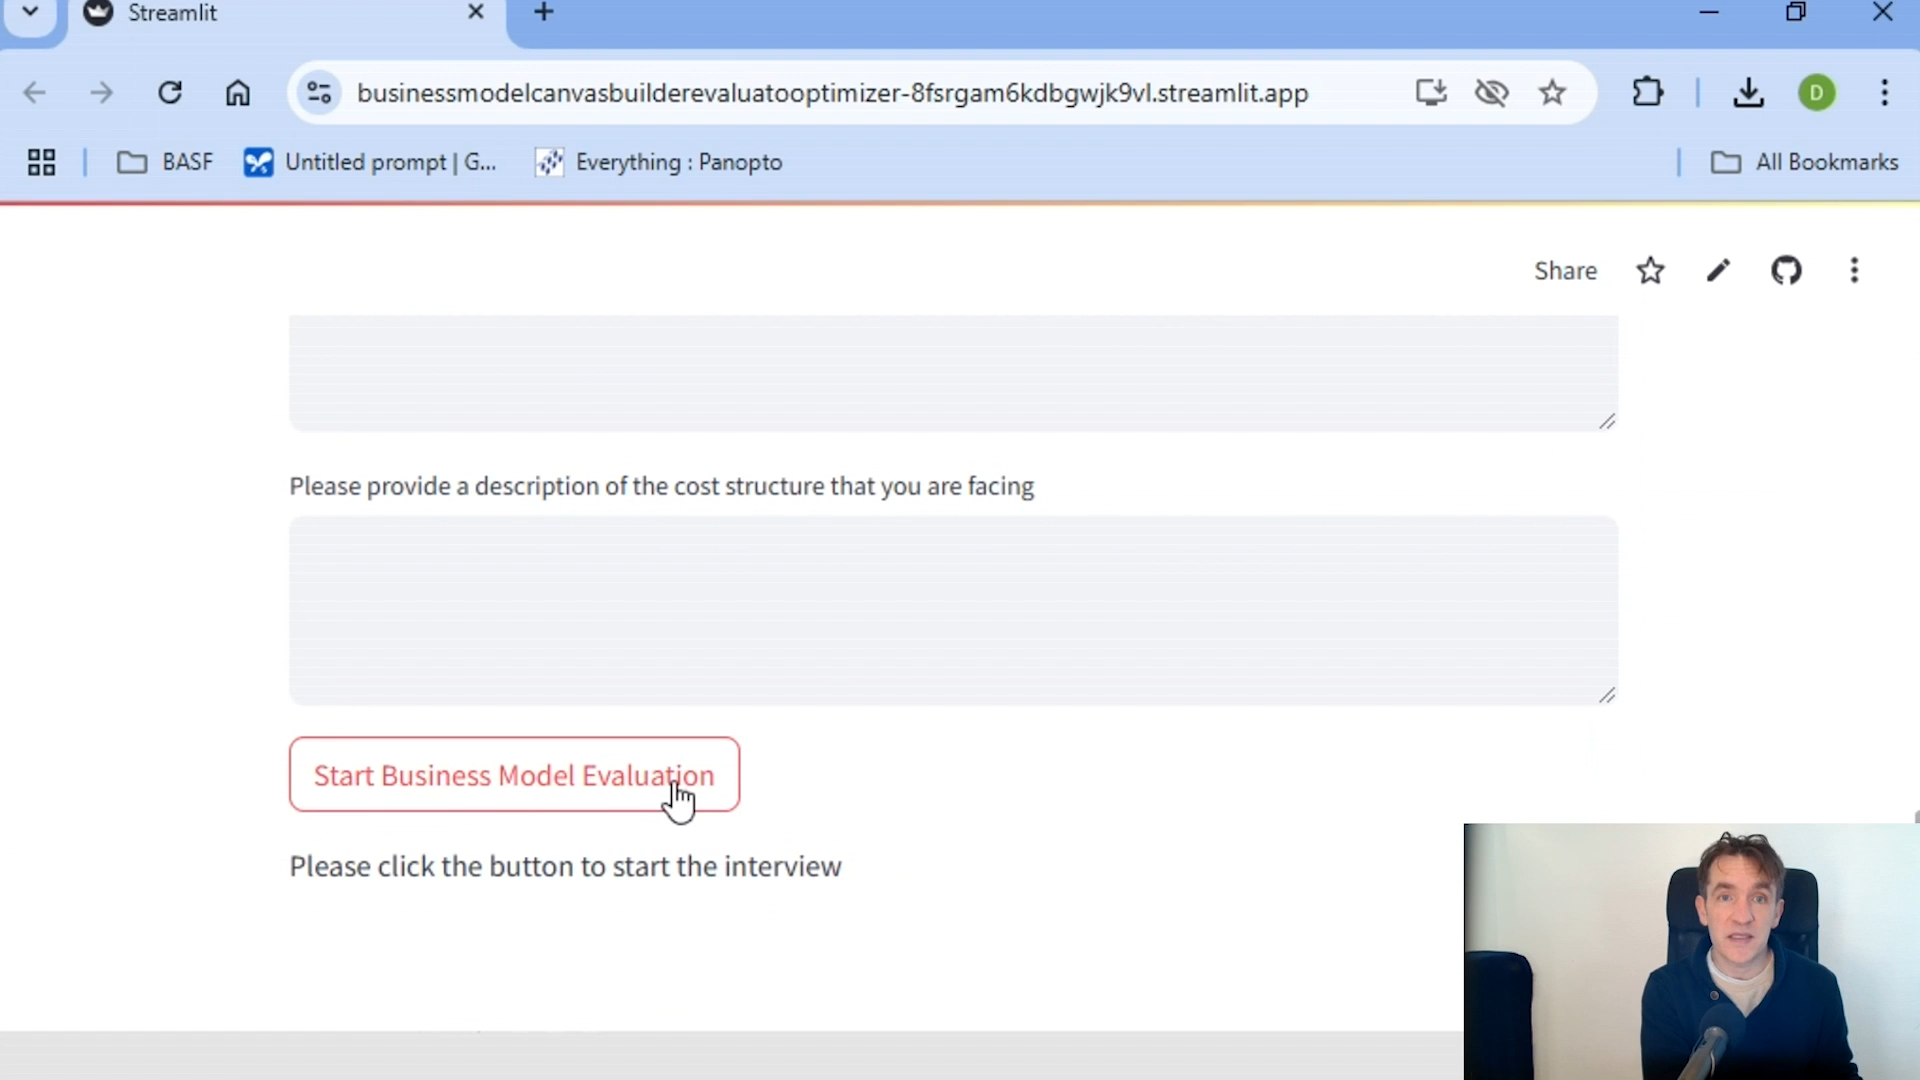 Streamlit
businessmodelcanvasbuilderevaluatooptimizer-8fsrgam6kdbgwjk9vl.streamlit.app
D
BASF
Untitled prompt | G...
Everything : Panopto
All Bookmarks
Share
Please provide a description of the cost structure that you are facing
Start Business Model Evaluation
Please click the button to start the interview